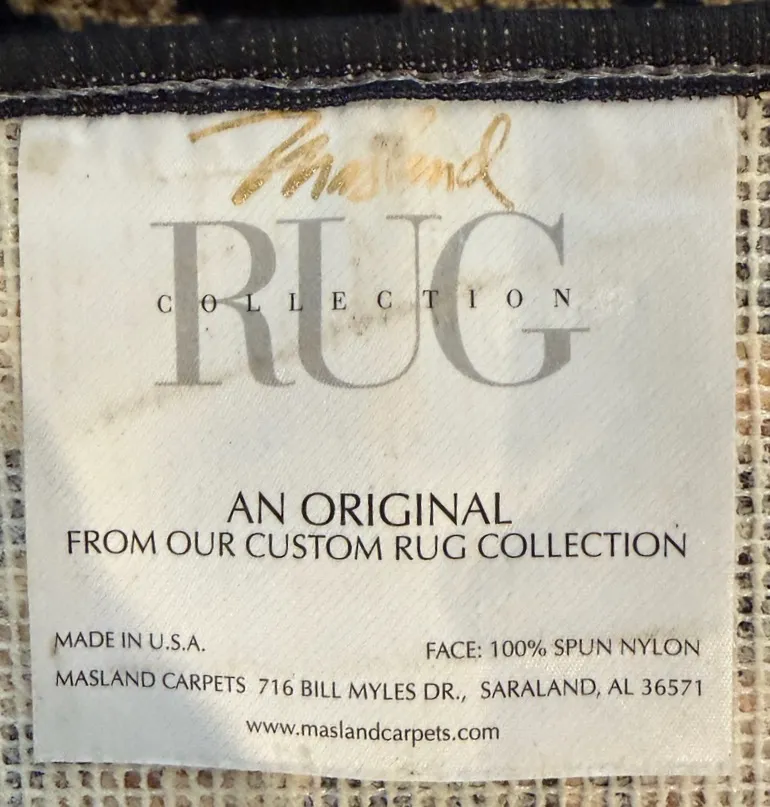 Masland
RUG
COLLECTION
AN ORIGINAL
FROM OUR CUSTOM RUG COLLECTION
MADE IN U.S.A. FACE: 100% SPUN NYLON
MASLAND CARPETS 716 BILL MYLES DR., SARALAND, AL 36571
www.maslandcarpets.com